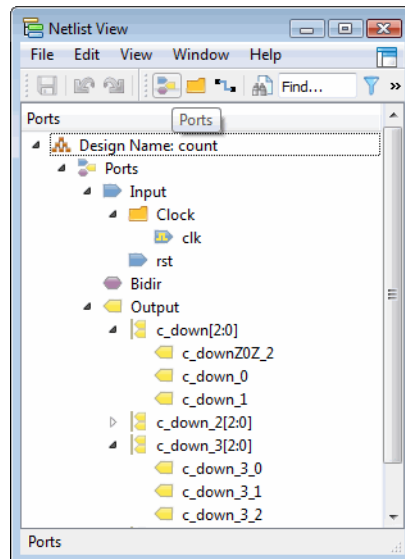 Netlist View
File Edit View Window Help
Find... »
Ports
Ports
Design Name: count
Ports
Input
Clock
clk
rst
Bidir
Output
c_down[2:0]
c_downZ0Z_2
c_down_0
c_down_1
c_down_2[2:0]
c_down_3[2:0]
c_down_3_0
c_down_3_1
c_down_3_2
Ports